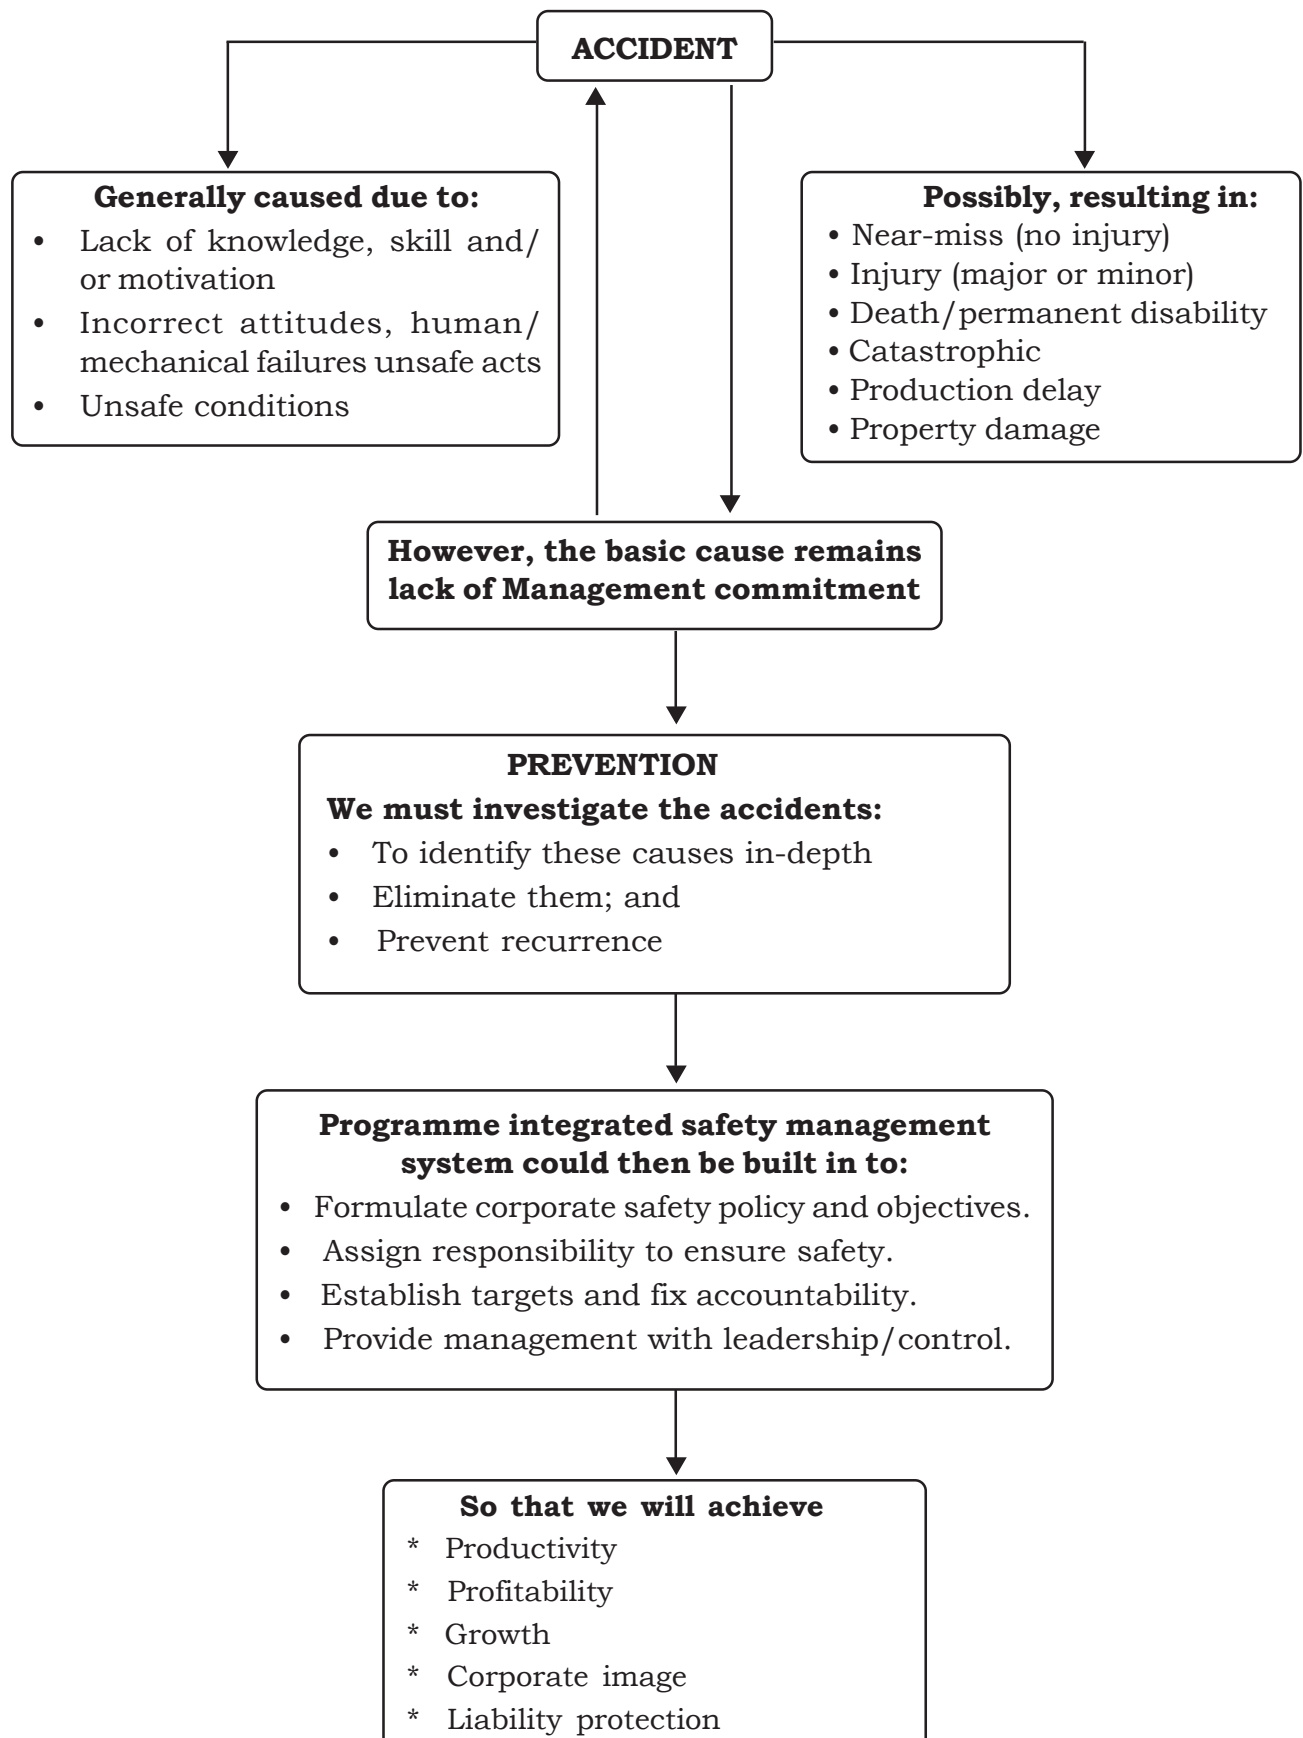 ACCIDENT
Generally caused due to:
• Lack of knowledge, skill and/
or motivation
• Incorrect attitudes, human/
mechanical failures unsafe acts
• Unsafe conditions
Possibly, resulting in:
• Near-miss (no injury)
• Injury (major or minor)
• Death/permanent disability
• Catastrophic
• Production delay
• Property damage
However, the basic cause remains
lack of Management commitment
PREVENTION
We must investigate the accidents:
• To identify these causes in-depth
• Eliminate them; and
• Prevent recurrence
Programme integrated safety management
system could then be built in to:
• Formulate corporate safety policy and objectives.
• Assign responsibility to ensure safety.
• Establish targets and fix accountability.
• Provide management with leadership/control.
So that we will achieve
* Productivity
* Profitability
* Growth
* Corporate image
* Liability protection